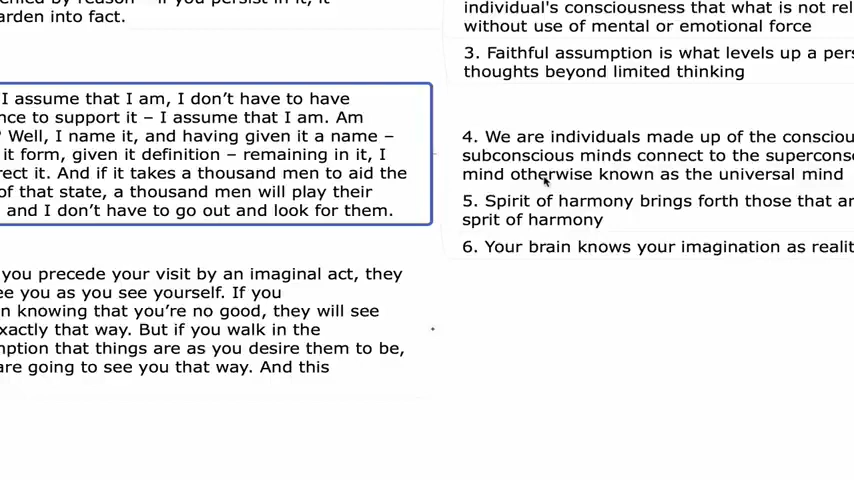 by reason – if you persist in it, it
arden into fact.
I assume that I am, I don’t have to have
nce to support it – I assume that I am. Am
? Well, I name it, and having given it a name –
it form, given it definition – remaining in it, I
rect it. And if it takes a thousand men to aid the
of that state, a thousand men will play their
and I don’t have to go out and look for them.
you precede your visit by an imaginal act, they
ee you as you see yourself. If you
n knowing that you’re no good, they will see
xactly that way. But if you walk in the
mption that things are as you desire them to be,
are going to see you that way. And this
individual's consciousness that what is not rel
without use of mental or emotional force
3. Faithful assumption is what levels up a pers
thoughts beyond limited thinking
4. We are individuals made up of the consciou
subconscious minds connect to the superconsc
mind otherwise known as the universal mind
5. Spirit of harmony brings forth those that ar
sprit of harmony
6. Your brain knows your imagination as realit